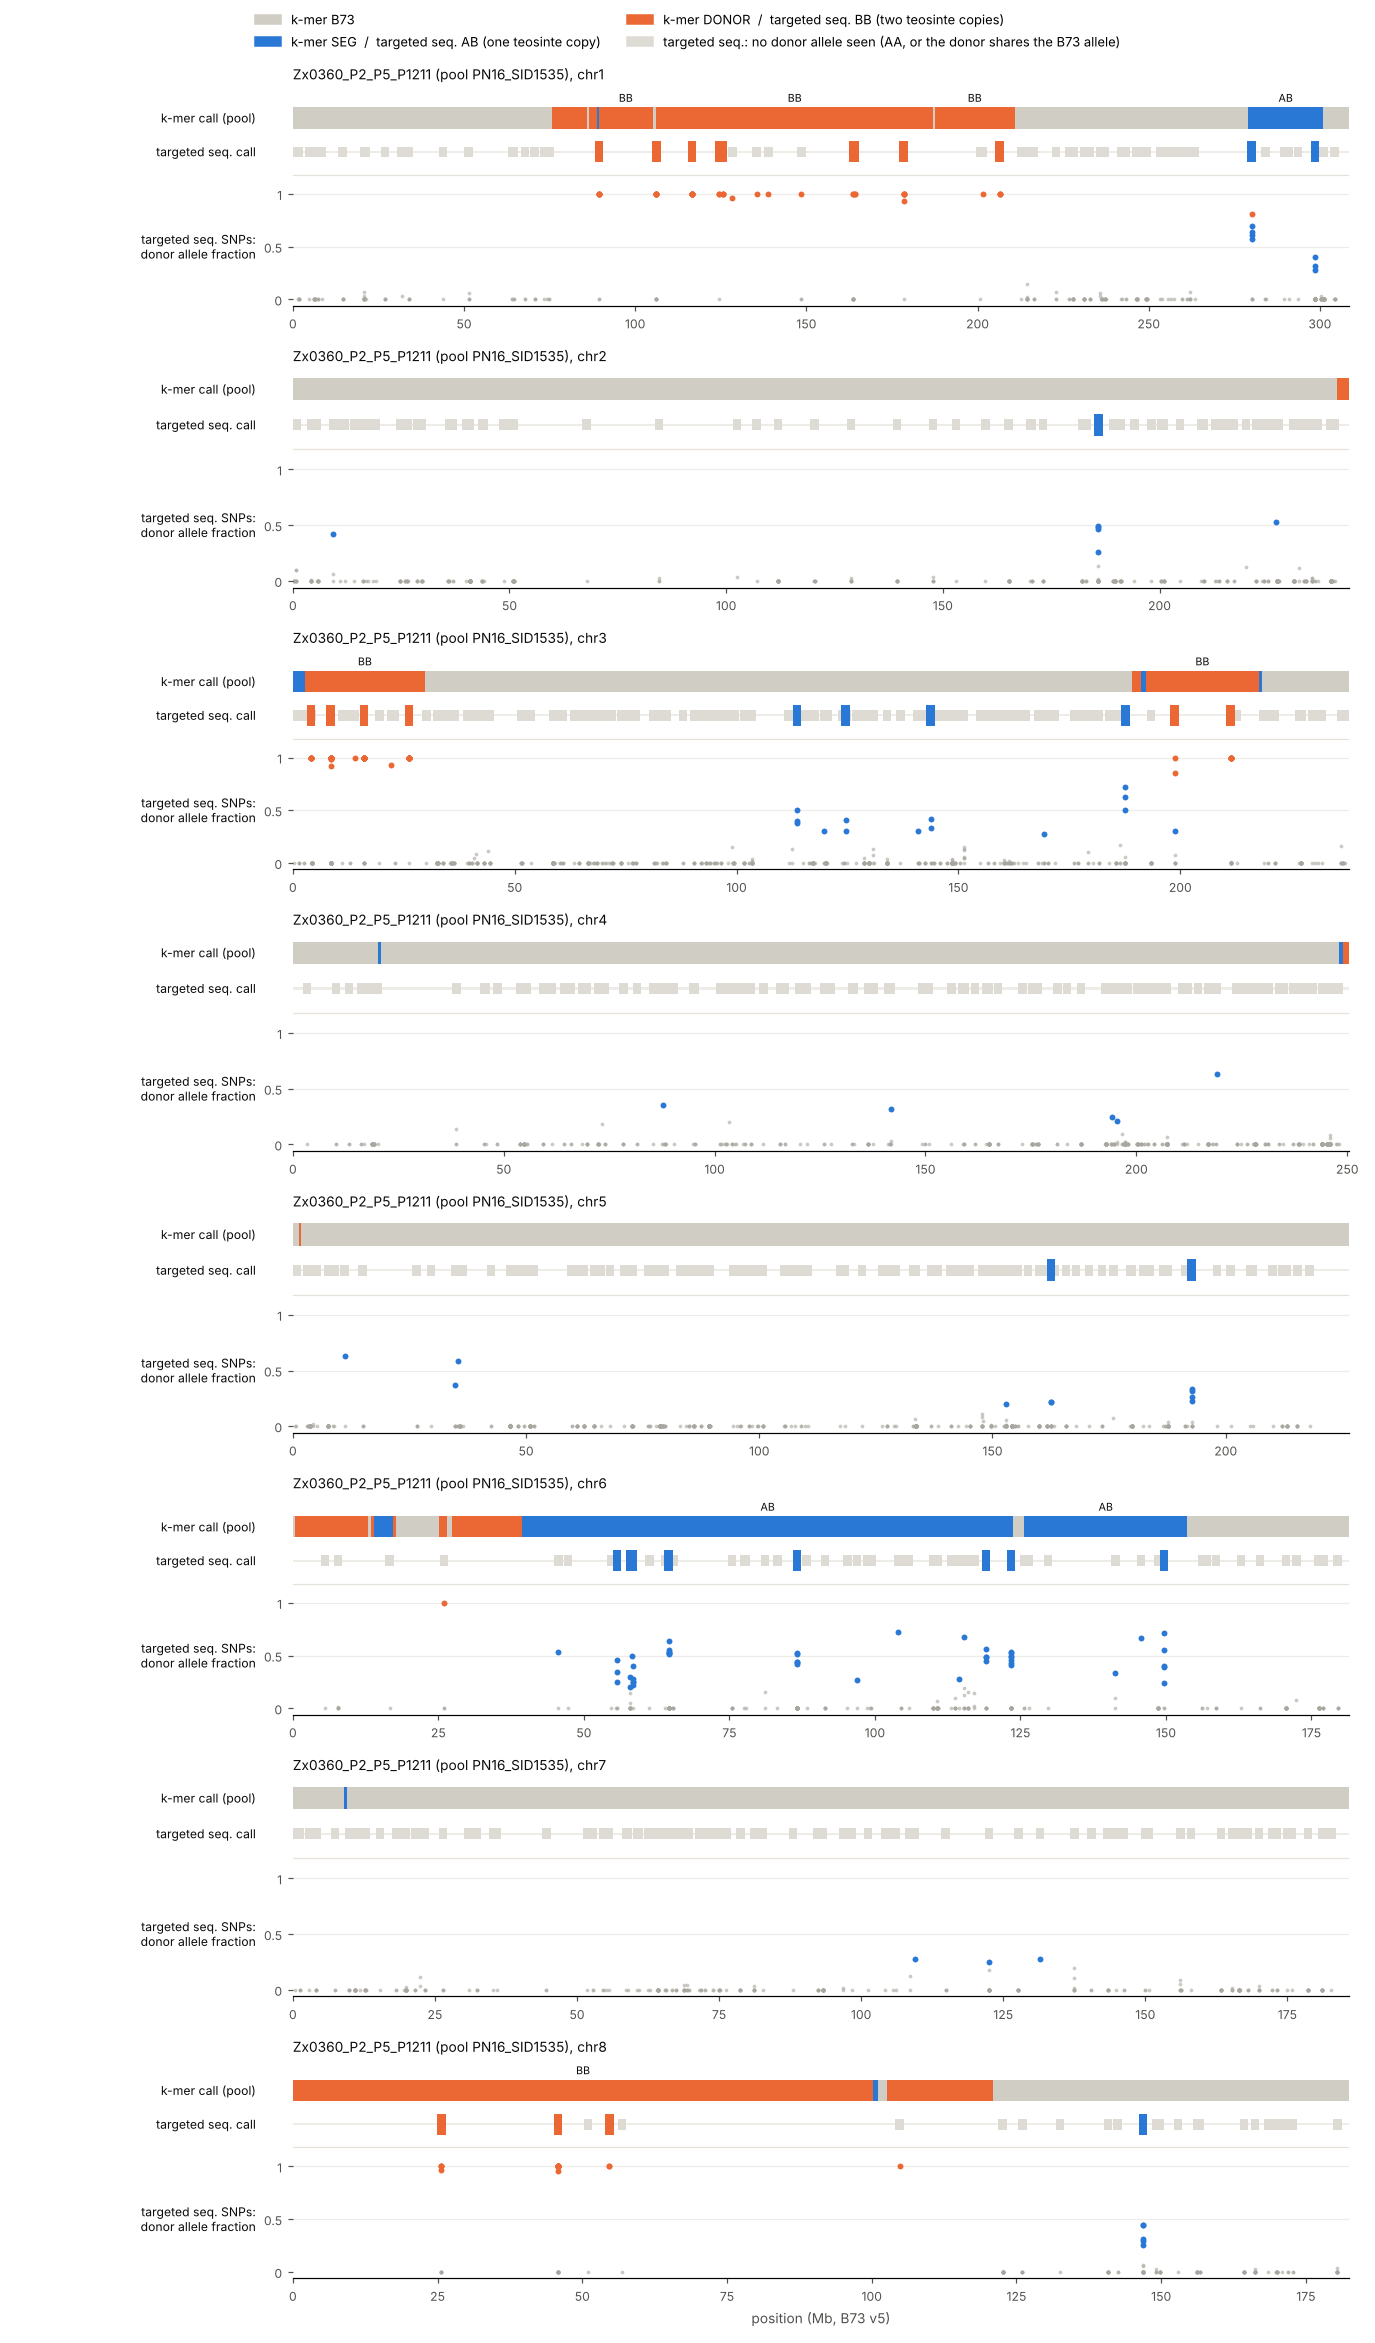 k-mer B73
k-mer DONOR / targeted seq. BB (two teosinte copies)
k-mer SEG / targeted seq. AB (one teosinte copy)
targeted seq.: no donor allele seen (AA, or the donor shares the B73 allele)
Zx0360_P2_P5_P1211 (pool PN16_SID1535), chr1
BB BB BB AB
k-mer call (pool)
targeted seq. call
1
targeted seq. SNPs:
donor allele fraction
0.5
0
0 50 100 150 200 250 300
Zx0360_P2_P5_P1211 (pool PN16_SID1535), chr2
k-mer call (pool)
targeted seq. call
1
targeted seq. SNPs:
donor allele fraction
0.5
0
0 50 100 150 200
Zx0360_P2_P5_P1211 (pool PN16_SID1535), chr3
BB BB
k-mer call (pool)
targeted seq. call
1
targeted seq. SNPs:
donor allele fraction
0.5
0
0 50 100 150 200
Zx0360_P2_P5_P1211 (pool PN16_SID1535), chr4
k-mer call (pool)
targeted seq. call
1
targeted seq. SNPs:
donor allele fraction
0.5
0
0 50 100 150 200 250
Zx0360_P2_P5_P1211 (pool PN16_SID1535), chr5
k-mer call (pool)
targeted seq. call
1
targeted seq. SNPs:
donor allele fraction
0.5
0
0 50 100 150 200
Zx0360_P2_P5_P1211 (pool PN16_SID1535), chr6
AB AB
k-mer call (pool)
targeted seq. call
1
targeted seq. SNPs:
donor allele fraction
0.5
0
0 25 50 75 100 125 150 175
Zx0360_P2_P5_P1211 (pool PN16_SID1535), chr7
k-mer call (pool)
targeted seq. call
1
targeted seq. SNPs:
donor allele fraction
0.5
0
0 25 50 75 100 125 150 175
Zx0360_P2_P5_P1211 (pool PN16_SID1535), chr8
BB
k-mer call (pool)
targeted seq. call
1
targeted seq. SNPs:
donor allele fraction
0.5
0
0 25 50 75 100 125 150 175
position (Mb, B73 v5)